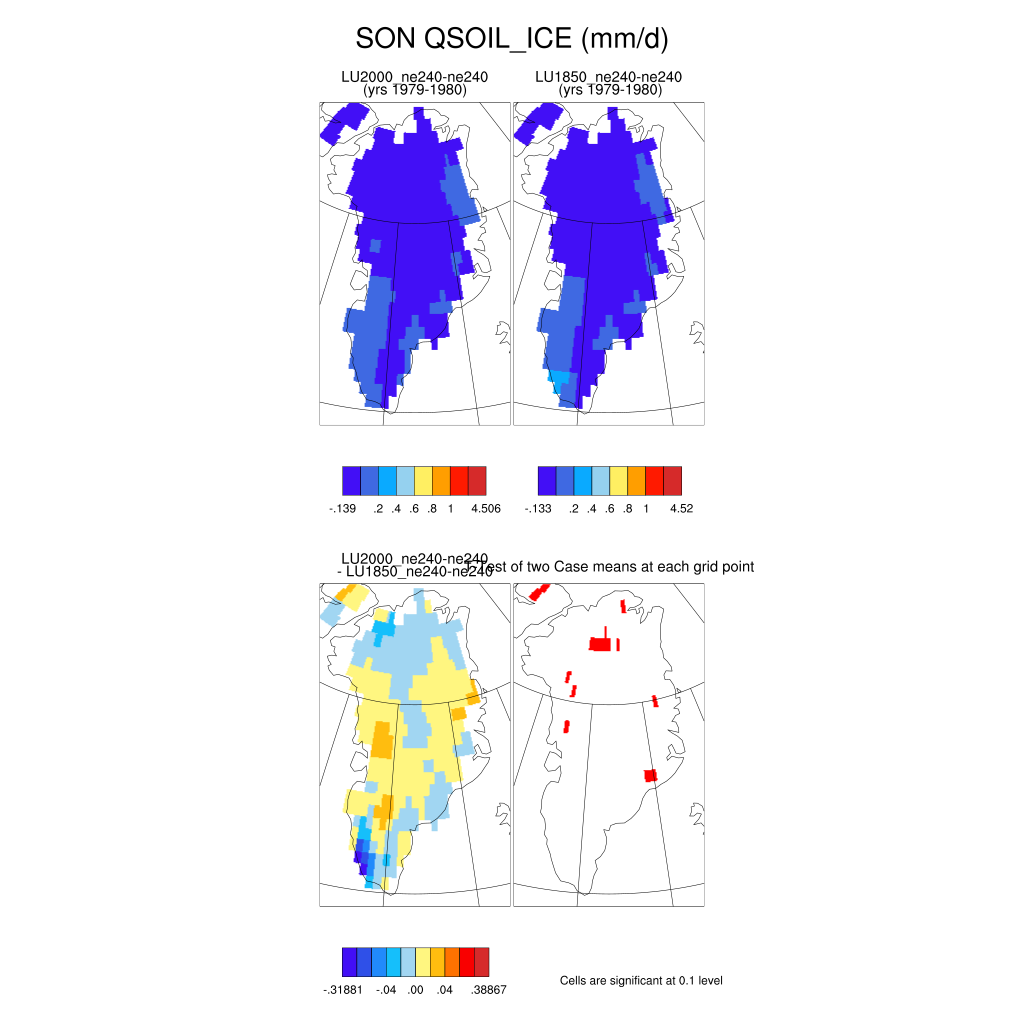 SON QSOIL_ICE (mm/d)
LU2000_ne240-ne240
(yrs 1979-1980)
LU1850_ne240-ne240
(yrs 1979-1980)
-.139 .2 .4 .6 .8 1 4.506
-.133 .2 .4 .6 .8 1 4.52
LU2000_ne240-ne240
- LU1850_ne240-ne240
T-Test of two Case means at each grid point
-.31881 -.04 .00 .04 .38867
Cells are significant at 0.1 level